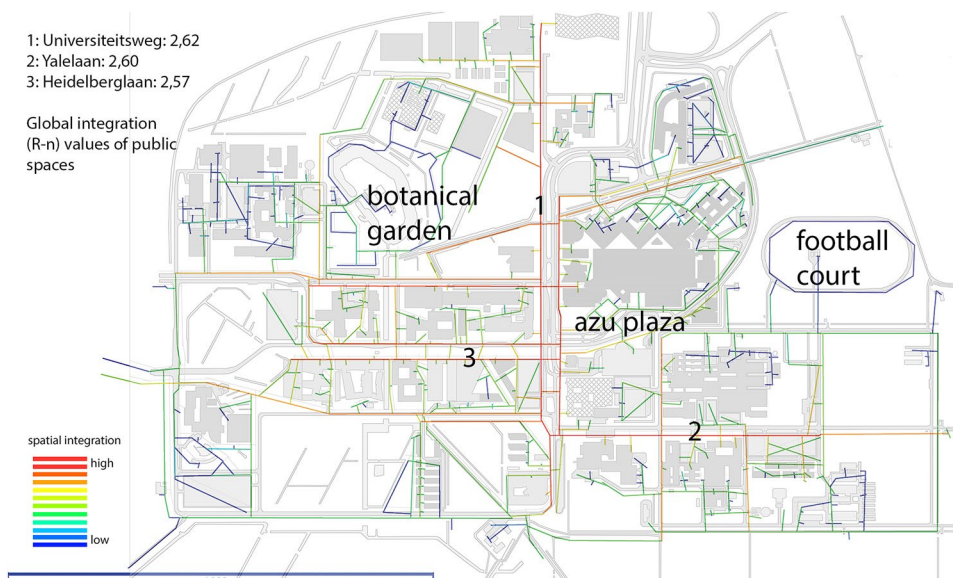 1: Universiteitsweg: 2,62
2: Yalelaan: 2,60
3: Heidelberglaan: 2,57
Global integration
(R-n) values of public
spaces
botanical
garden
1
football
court
azu plaza
3
2
spatial integration
high
low